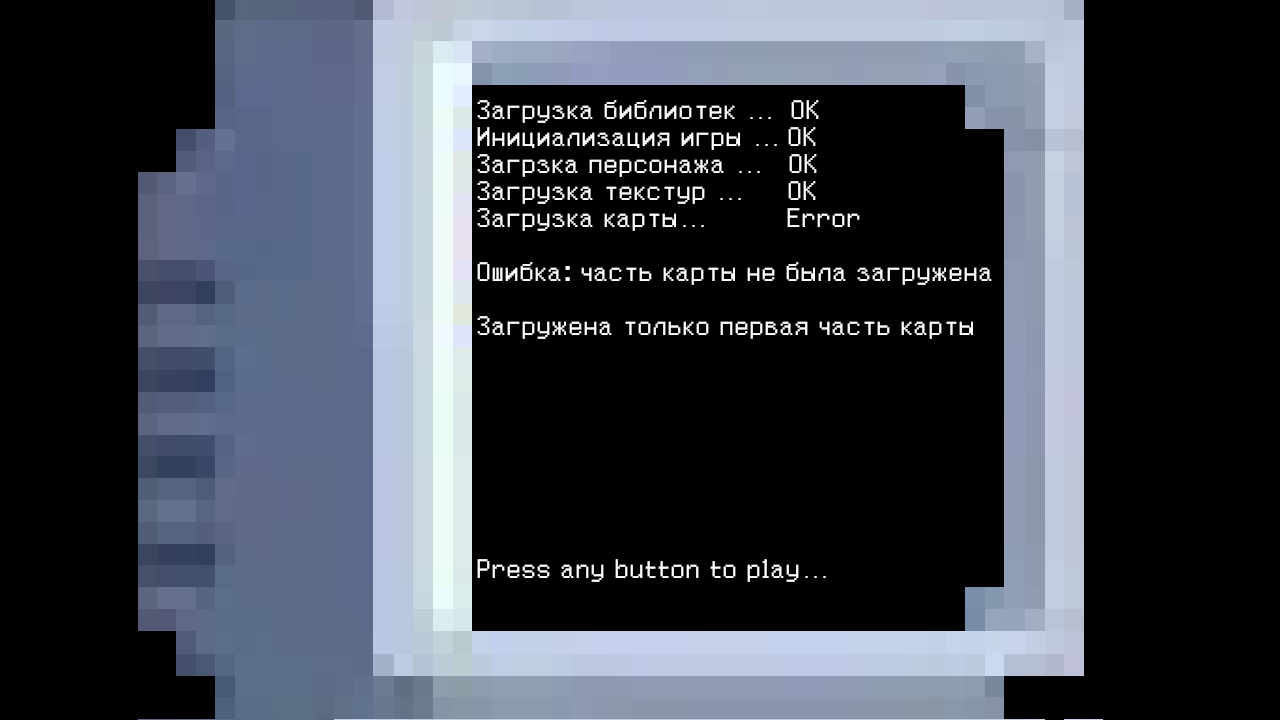 Загрузка библиотек ... OK
Инициализация игры ... OK
Загрзка персонажа ... OK
Загрузка текстур ... OK
Загрузка карты... Error
Ошибка: часть карты не была загружена
Загружена только первая часть карты
Press any button to play...